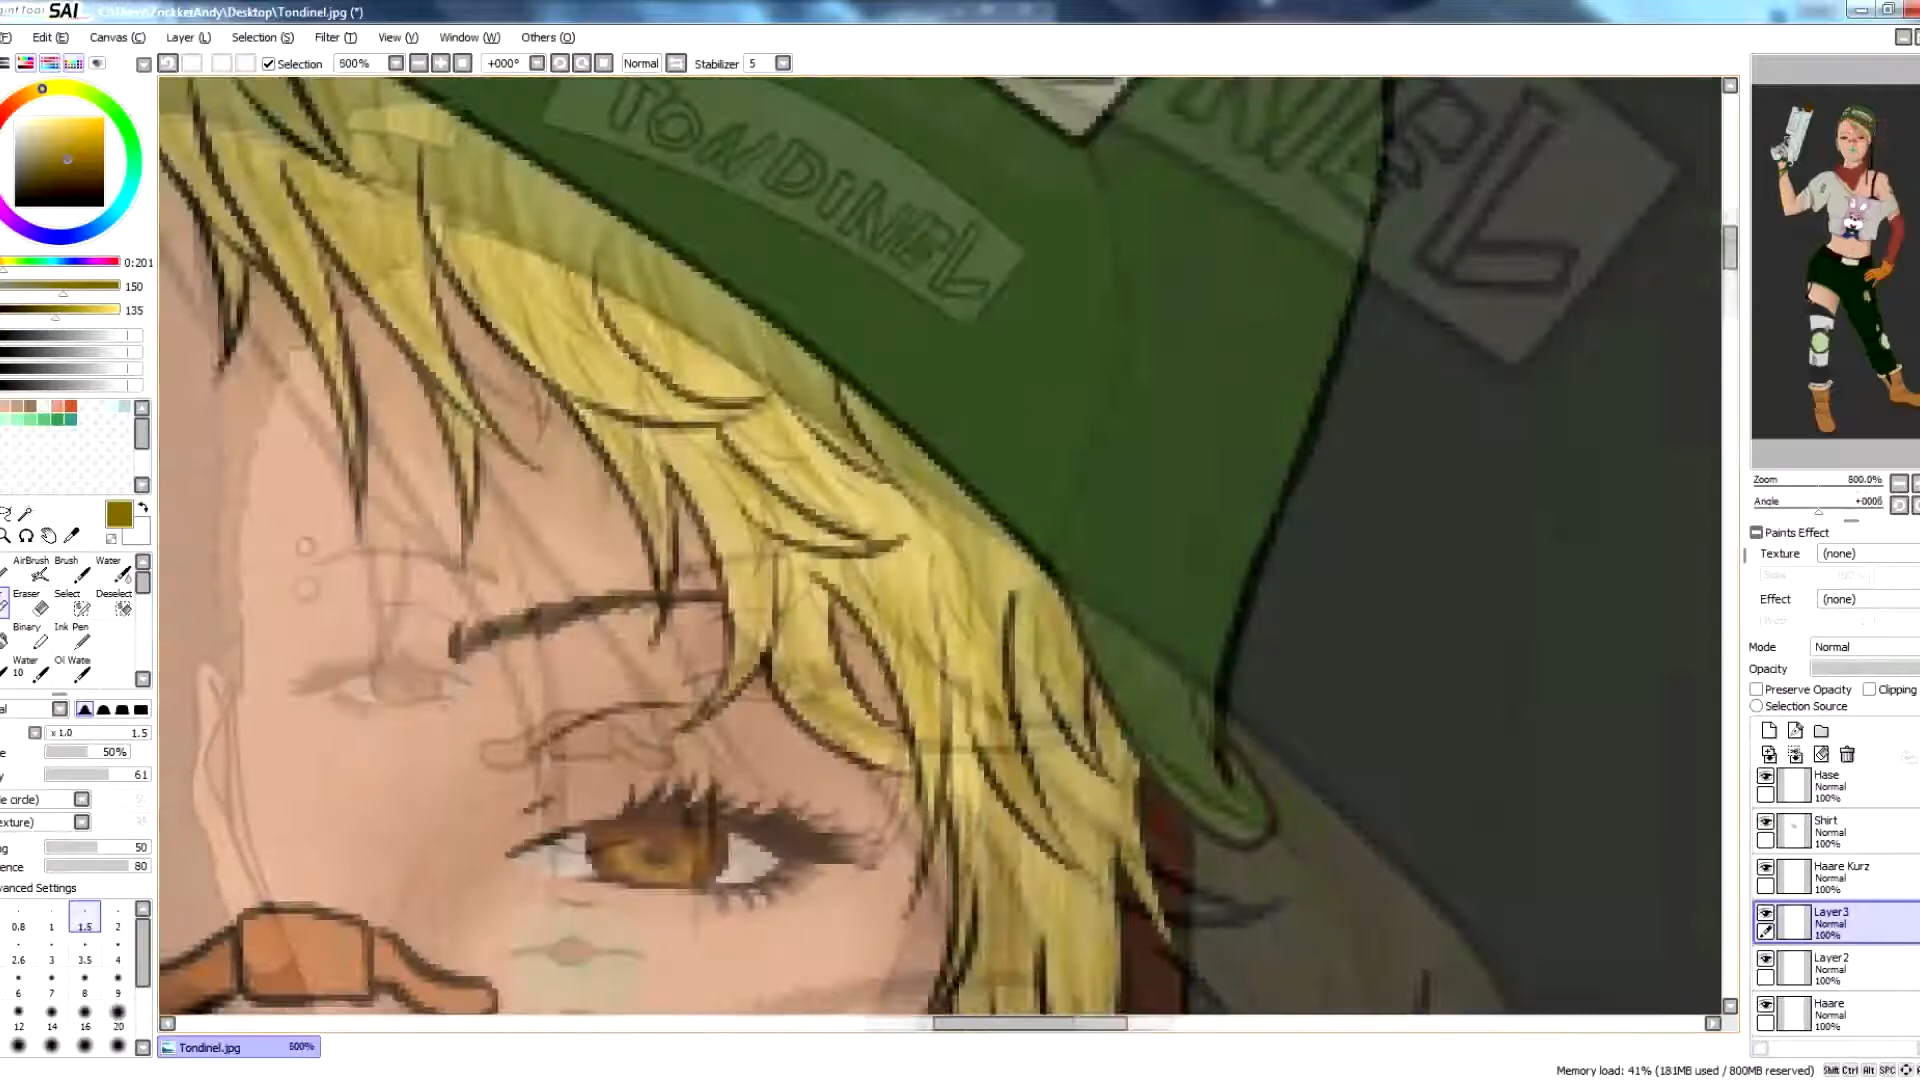 SAI
Desktop\Tondinel.jpg (*)
Edit (E) Canvas (C) Layer (L) Selection (S) Filter (T) View (V) Window (W) Others (O)
Selection
+000°
Normal
Stabilizer 5
TONDINEL
0:201
150
135
AirBrush Brush Water
Eraser Select Deselect
Binary Ink Pen
Water 10
x 1.0 1.5
50%
61
50
80
0.8 1 1.5 2
2.6 3 3.5 4
6 7 8 9
12 14 16 20
Zoom 800.0%
Angle
Paints Effect
Texture (none)
Effect (none)
Mode Normal
Opacity
Preserve Opacity Clipping
Selection Source
Hase
Normal
100%
Shirt
Normal
100%
Haare Kurz
Normal
100%
Layer3
Normal
100%
Layer2
Normal
100%
Haare
Normal
100%
Tondinel.jpg
Memory load: 41% (181MB used / 800MB reserved)
Shift Ctrl Alt SPC